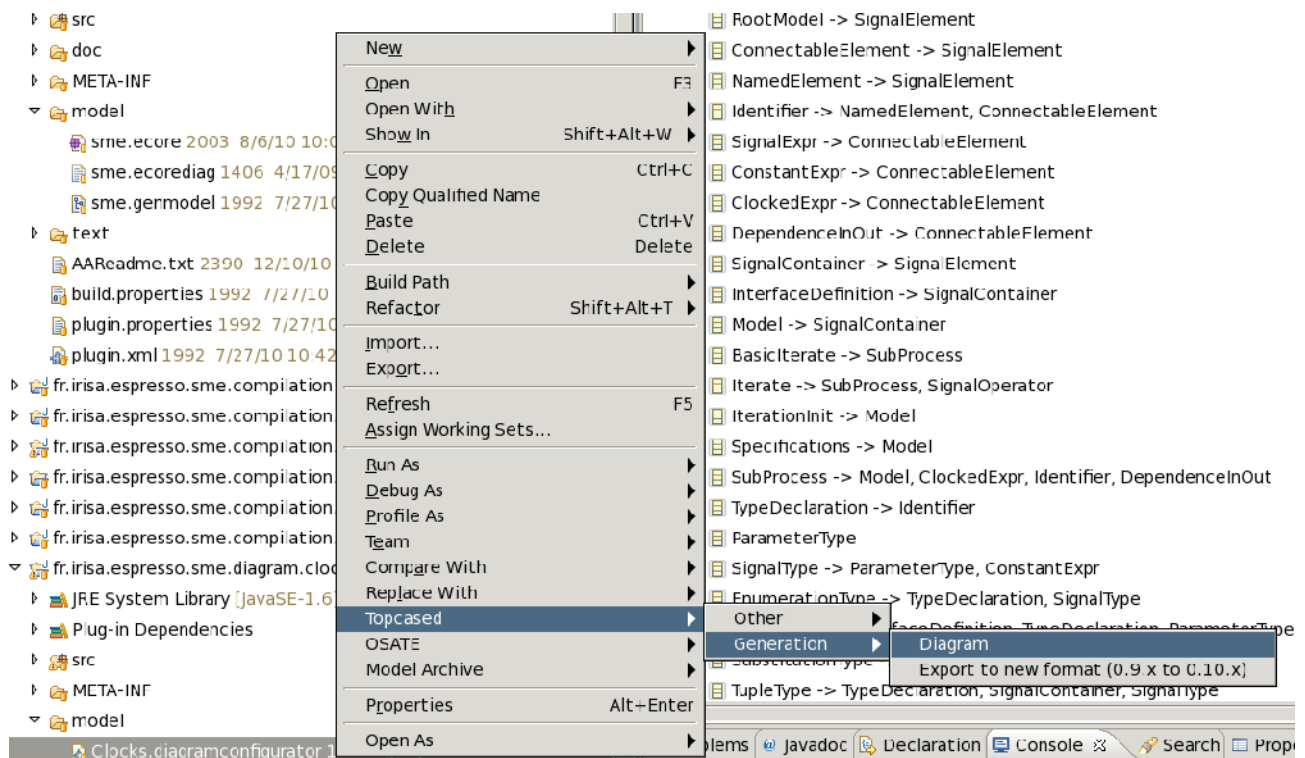 src
doc
META-INF
model
sme.ecore 2003 8/6/10 10:0
sme.ecorediag 1406 4/17/09
sme.genmodel 1992 7/27/10
text
AAReadme.txt 2390 12/10/10
build.properties 1992 7/27/10
plugin.properties 1992 7/27/10
plugin.xml 1992 7/27/10 10:42
fr.irisa.espresso.sme.compilation
fr.irisa.espresso.sme.compilation.
fr.irisa.espresso.sme.compilation.
fr.irisa.espresso.sme.compilation.
fr.irisa.espresso.sme.compilation.
fr.irisa.espresso.sme.compilation.
fr.irisa.espresso.sme.diagram.cloc
JRE System Library [JavaSE-1.6
Plug-in Dependencies
src
META-INF
model
Clocks.diagramconfigurator 1
New
Open F3
Open With
Show In Shift+Alt+W
Copy Ctrl+C
Copy Qualified Name
Paste Ctrl+V
Delete Delete
Build Path
Refactor Shift+Alt+T
Import...
Export...
Refresh F5
Assign Working Sets...
Run As
Debug As
Profile As
Team
Compare With
Replace With
Topcased
OSATE
Model Archive
Properties Alt+Enter
Open As
Other
Generation
Diagram
Export to new format (0.9.x to 0.10.x)
RootModel -> SignalElement
ConnectableElement -> SignalElement
NamedElement -> SignalElement
Identifier -> NamedElement, ConnectableElement
SignalExpr -> ConnectableElement
ConstantExpr -> ConnectableElement
ClockedExpr -> ConnectableElement
DependenceInOut -> ConnectableElement
SignalContainer -> SignalElement
InterfaceDefinition -> SignalContainer
Model -> SignalContainer
BasicIterate -> SubProcess
Iterate -> SubProcess, SignalOperator
IterationInit -> Model
Specifications -> Model
SubProcess -> Model, ClockedExpr, Identifier, DependenceInOut
TypeDeclaration -> Identifier
ParameterType
SignalType -> ParameterType, ConstantExpr
EnumerationType -> TypeDeclaration, SignalType
faceDefinition, TypeDeclaration, ParameterType
SubstitutionType
TupleType -> TypeDeclaration, SignalContainer, SignalType
blems @ Javadoc Declaration Console Search Prope